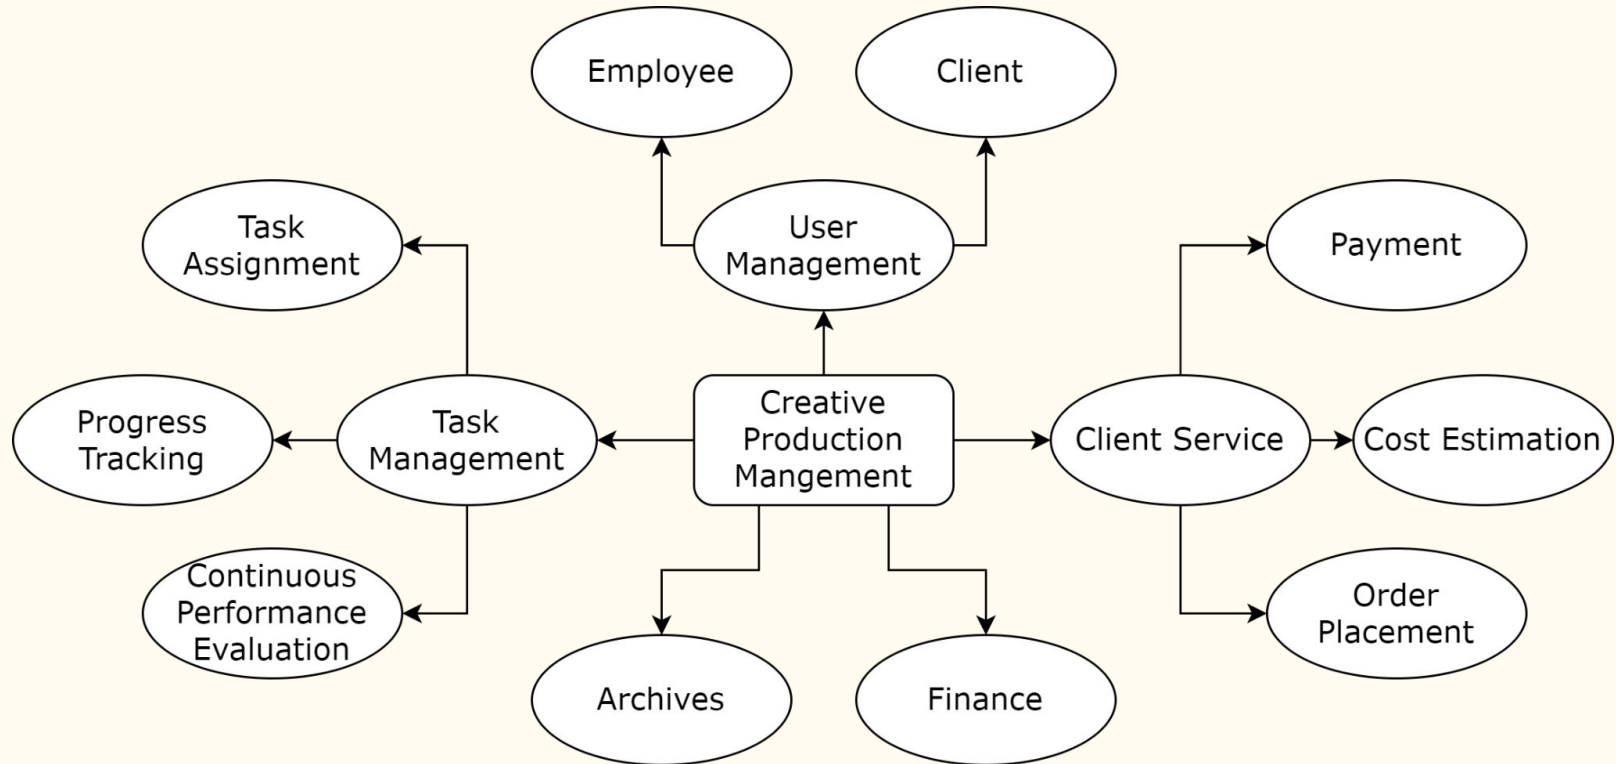 Employee
Client
Task
Assignment
User
Management
Payment
Progress
Tracking
Task
Management
Creative
Production
Mangement
Client Service
Cost Estimation
Continuous
Performance
Evaluation
Order
Placement
Archives
Finance